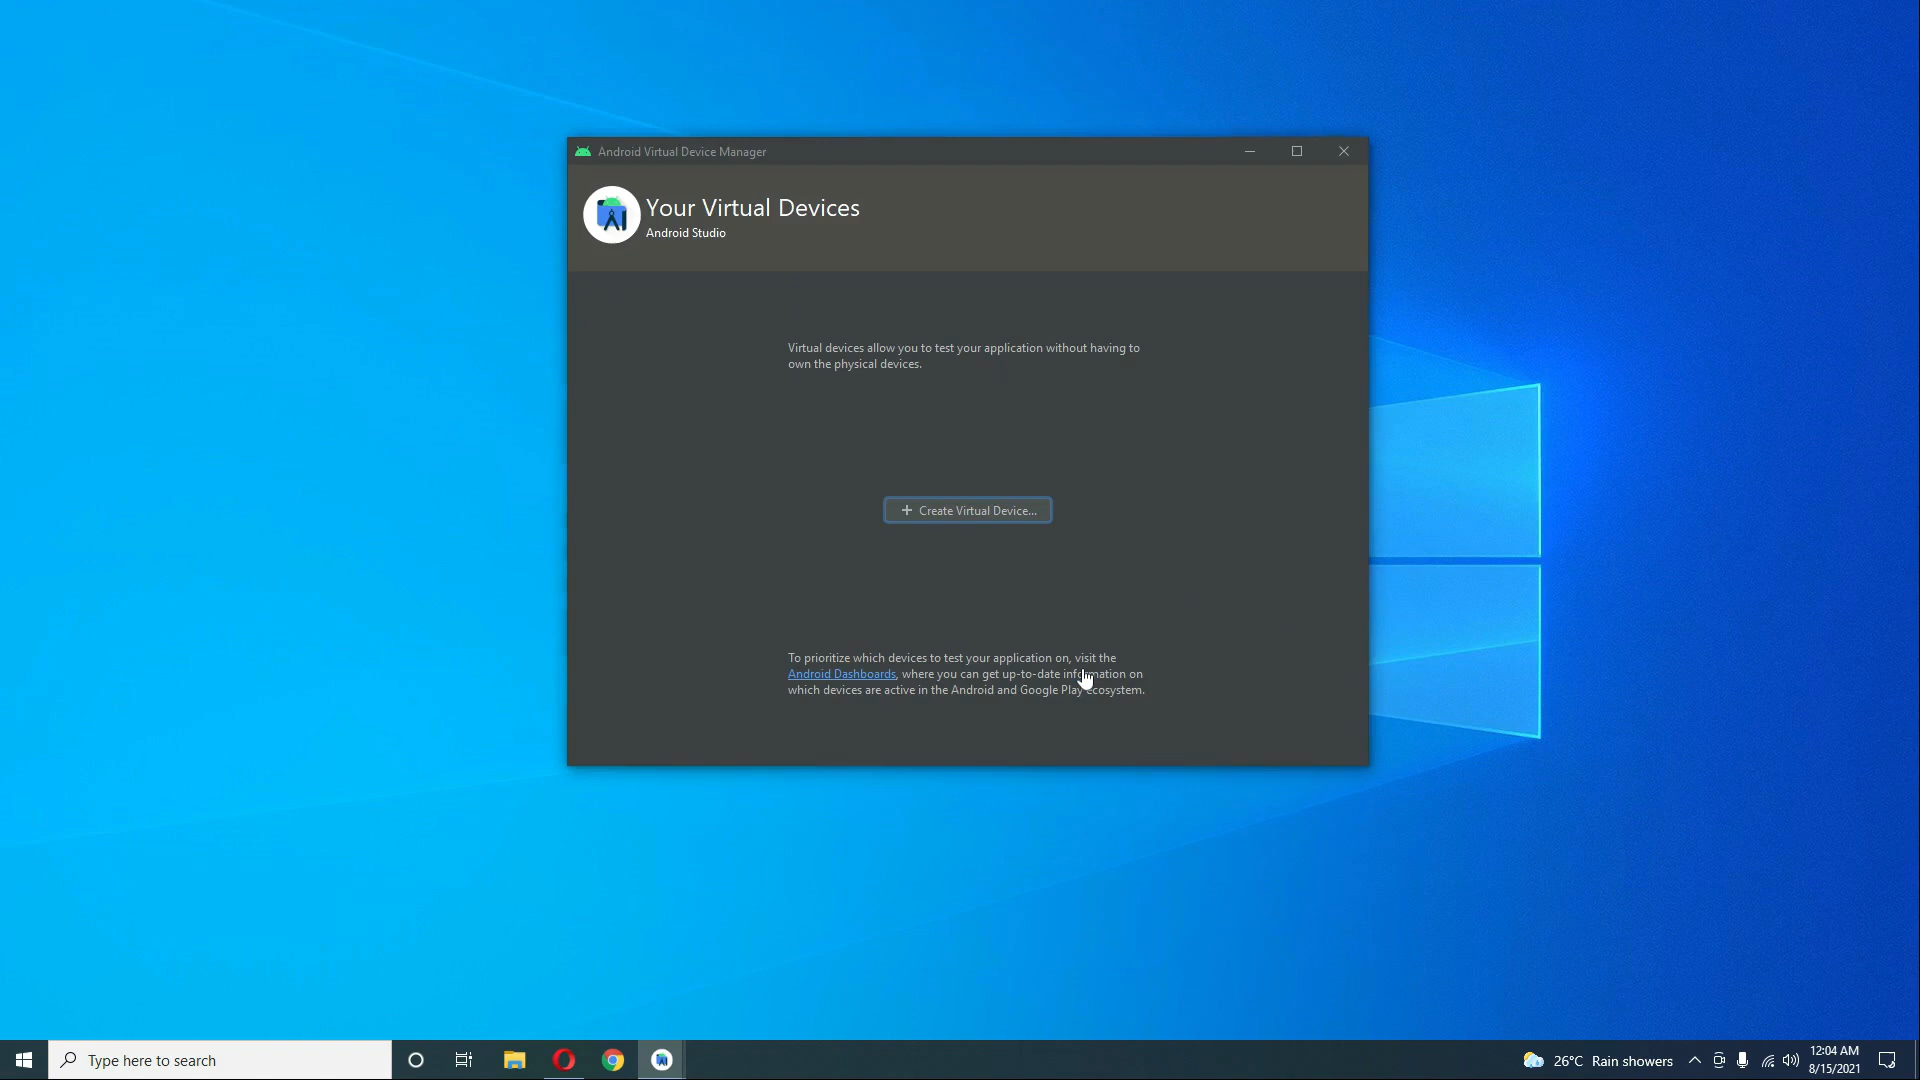 Android Virtual Device Manager
Your Virtual Devices
Android Studio
Virtual devices allow you to test your application without having to
own the physical devices.
Create Virtual Device...
To prioritize which devices to test your application on, visit the
Android Dashboards, where you can get up-to-date information on
which devices are active in the Android and Google Play ecosystem.
Type here to search
26°C Rain showers
12:04 AM
8/15/2021